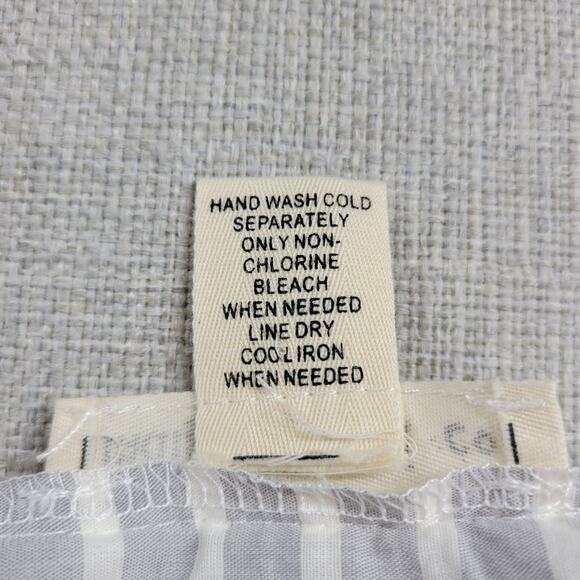 HAND WASH COLD
SEPARATELY
ONLY NON-
CHLORINE
BLEACH
WHEN NEEDED
LINE DRY
COOL IRON
WHEN NEEDED